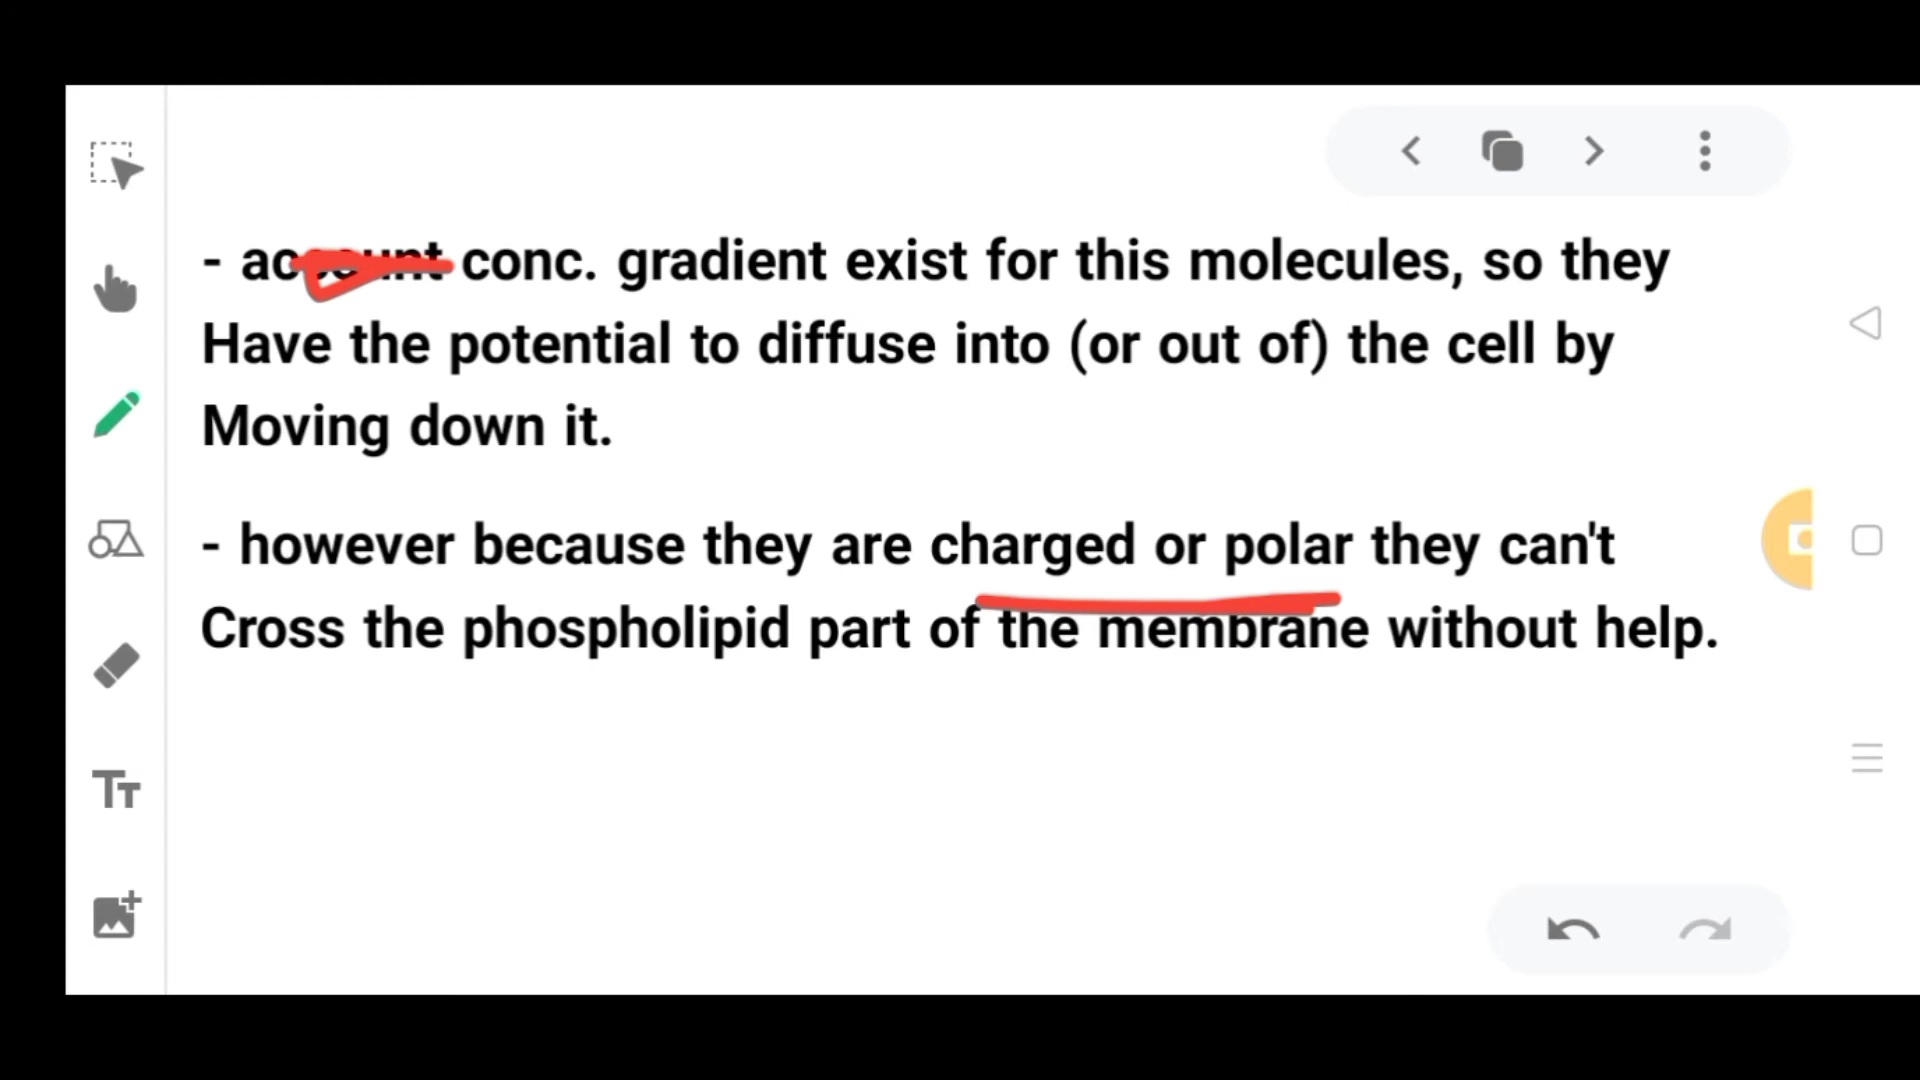 - account conc. gradient exist for this molecules, so they
Have the potential to diffuse into (or out of) the cell by
Moving down it.
- however because they are charged or polar they can't
Cross the phospholipid part of the membrane without help.
TT